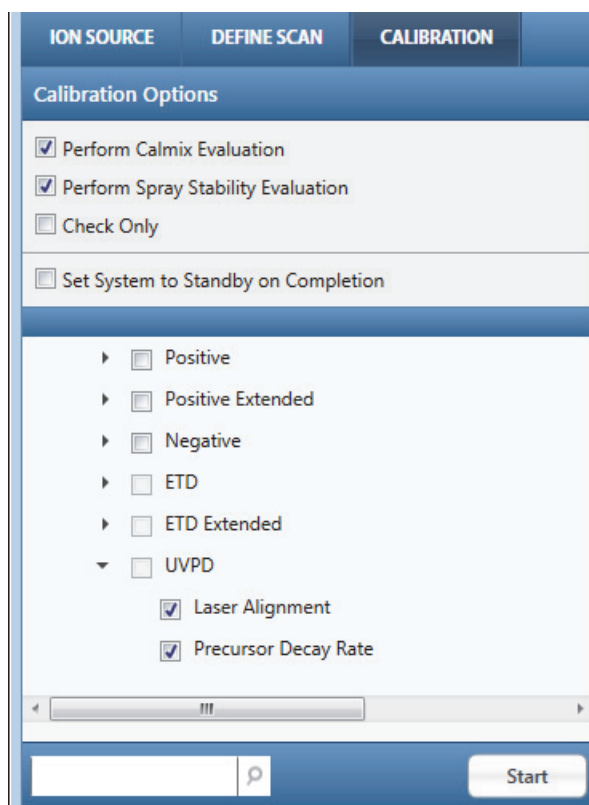 ION SOURCE DEFINE SCAN CALIBRATION
Calibration Options
Perform Calmix Evaluation
Perform Spray Stability Evaluation
Check Only
Set System to Standby on Completion
Positive
Positive Extended
Negative
ETD
ETD Extended
UVPD
Laser Alignment
Precursor Decay Rate
Start